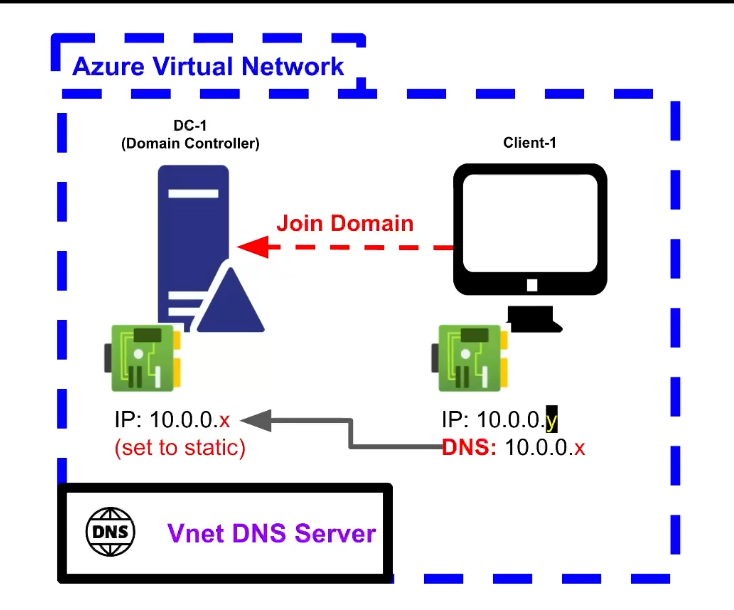 Azure Virtual Network
DC-1
(Domain Controller)
Client-1
Join Domain
IP: 10.0.0.x
(set to static)
IP: 10.0.0.y
DNS: 10.0.0.x
DNS
Vnet DNS Server